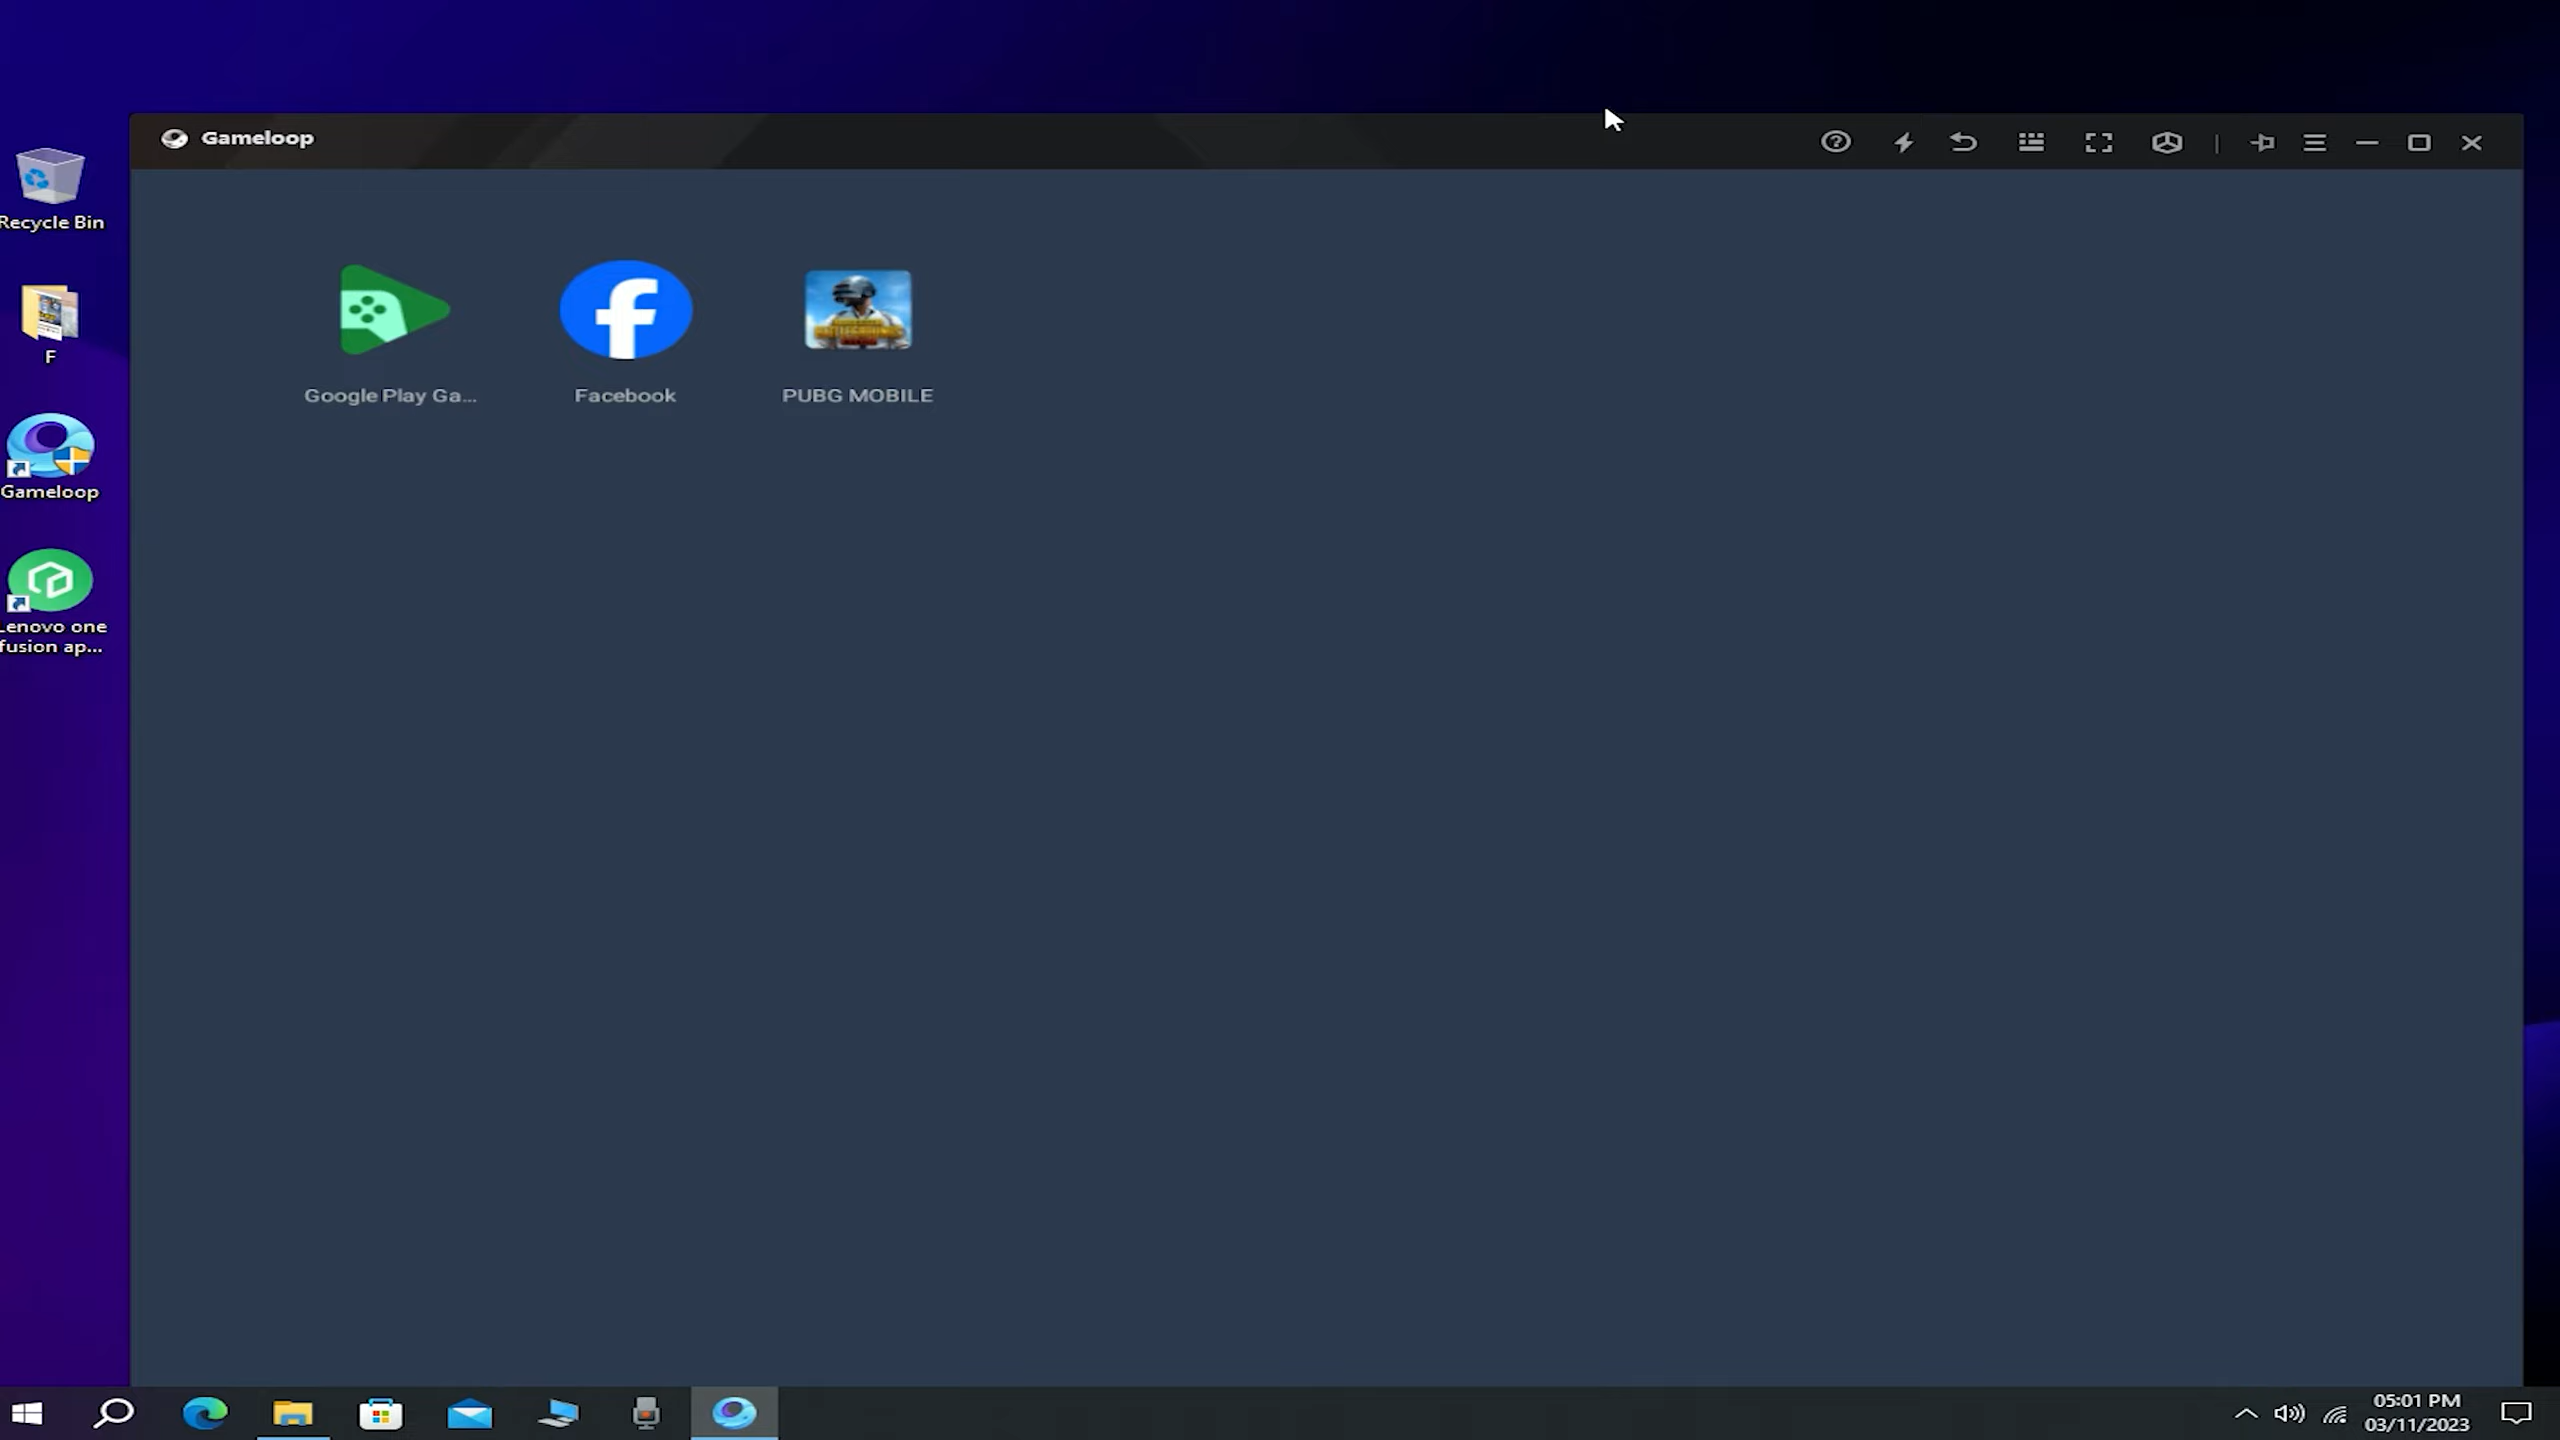 Gameloop
Recycle Bin
F
Gameloop
Lenovo one
fusion ap...
Google Play Ga...
Facebook
PUBG MOBILE
05:01 PM
03/11/2023